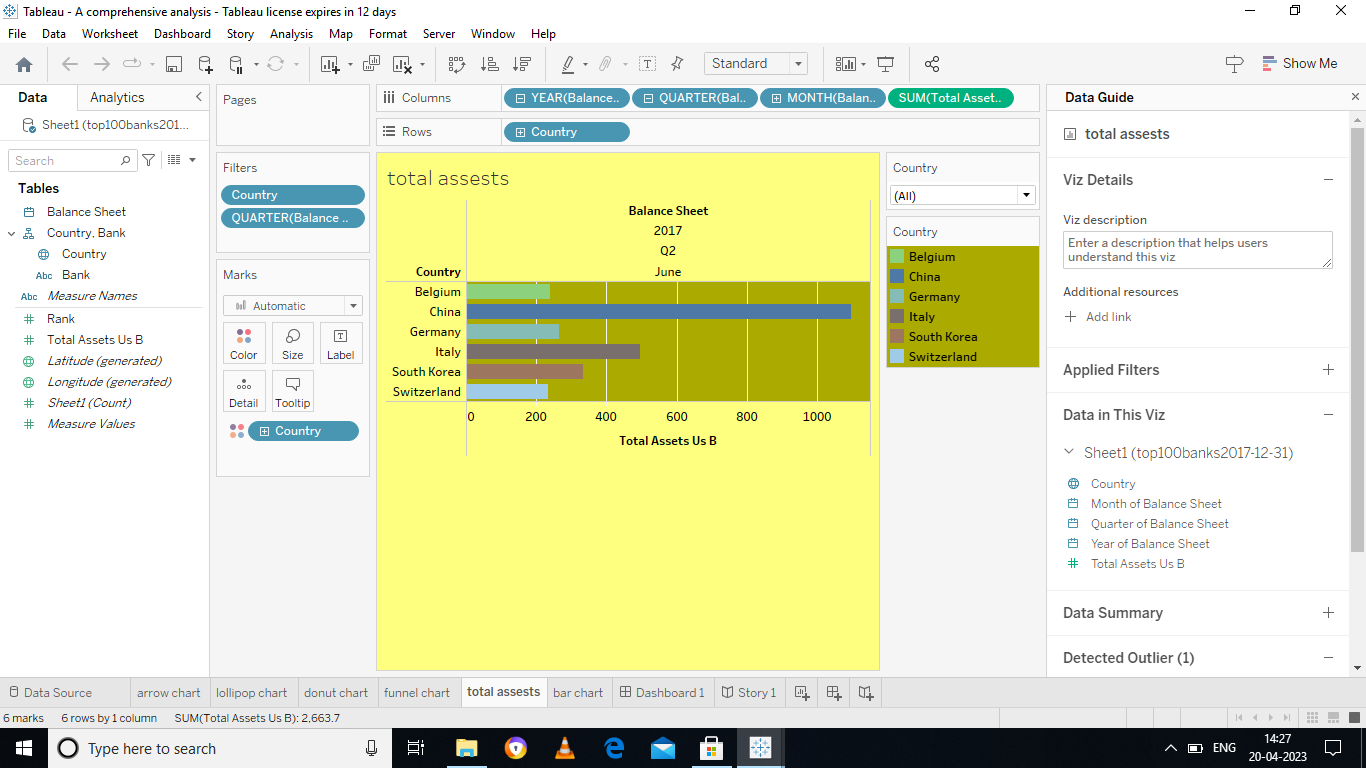 Tableau - A comprehensive analysis - Tableau license expires in 12 days
File Data Worksheet Dashboard Story Analysis Map Format Server Window Help
Standard
Show Me
Data Analytics
Sheet1 (top100banks201...
Search
Tables
Balance Sheet
Country, Bank
Country
Abc Bank
Abc Measure Names
Rank
Total Assets Us B
Latitude (generated)
Longitude (generated)
Sheet1 (Count)
Measure Values
Pages
Filters
Country
QUARTER(Balance ..
Marks
Automatic
Color Size Label
Detail Tooltip
Country
Columns YEAR(Balance.. QUARTER(Bal.. MONTH(Balan.. SUM(Total Asset..
Rows Country
total assests
Balance Sheet
2017
Q2
Country June
Belgium
China
Germany
Italy
South Korea
Switzerland
0 200 400 600 800 1000
Total Assets Us B
Country
(All)
Country
Belgium
China
Germany
Italy
South Korea
Switzerland
Data Guide
total assests
Viz Details
Viz description
Enter a description that helps users
understand this viz
Additional resources
Add link
Applied Filters
Data in This Viz
Sheet1 (top100banks2017-12-31)
Country
Month of Balance Sheet
Quarter of Balance Sheet
Year of Balance Sheet
Total Assets Us B
Data Summary
Detected Outlier (1)
Data Source arrow chart lollipop chart donut chart funnel chart total assests bar chart Dashboard 1 Story 1
6 marks 6 rows by 1 column SUM(Total Assets Us B): 2,663.7
Type here to search
ENG
14:27
20-04-2023